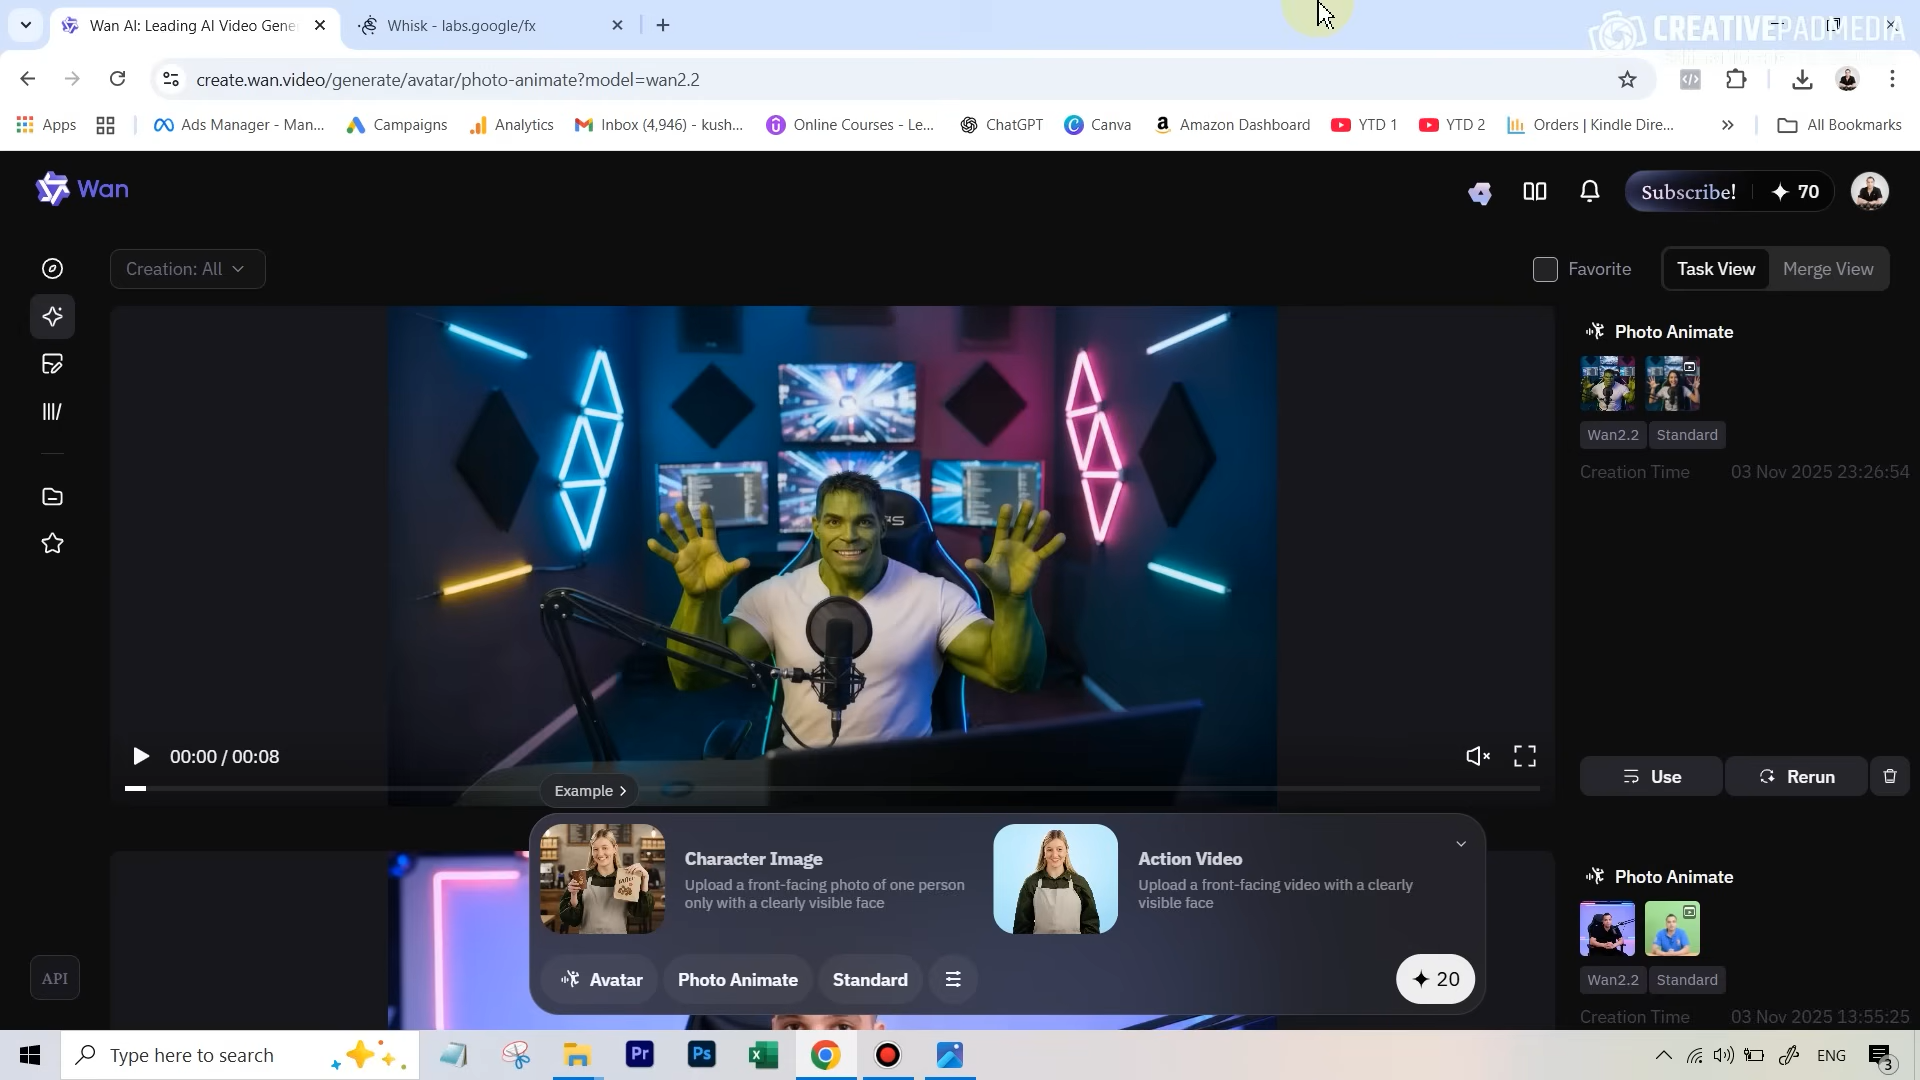 Wan AI: Leading AI Video Gene
Whisk - labs.google/fx
CREATIVEPADMEDIA
create.wan.video/generate/avatar/photo-animate?model=wan2.2
Apps
Ads Manager - Man...
Campaigns
Analytics
Inbox (4,946) - kush...
Online Courses - Le...
ChatGPT
Canva
Amazon Dashboard
YTD 1
YTD 2
Orders | Kindle Dire...
All Bookmarks
Wan
Subscribe!
70
Creation: All
Favorite
Task View
Merge View
Photo Animate
Wan2.2
Standard
Creation Time
03 Nov 2025 23:26:54
00:00 / 00:08
Use
Rerun
Example
Character Image
Upload a front-facing photo of one person
only with a clearly visible face
Action Video
Upload a front-facing video with a clearly
visible face
Avatar
Photo Animate
Standard
20
Photo Animate
Wan2.2
Standard
Creation Time
03 Nov 2025 13:55:25
API
Type here to search
Pr
Ps
ENG
3